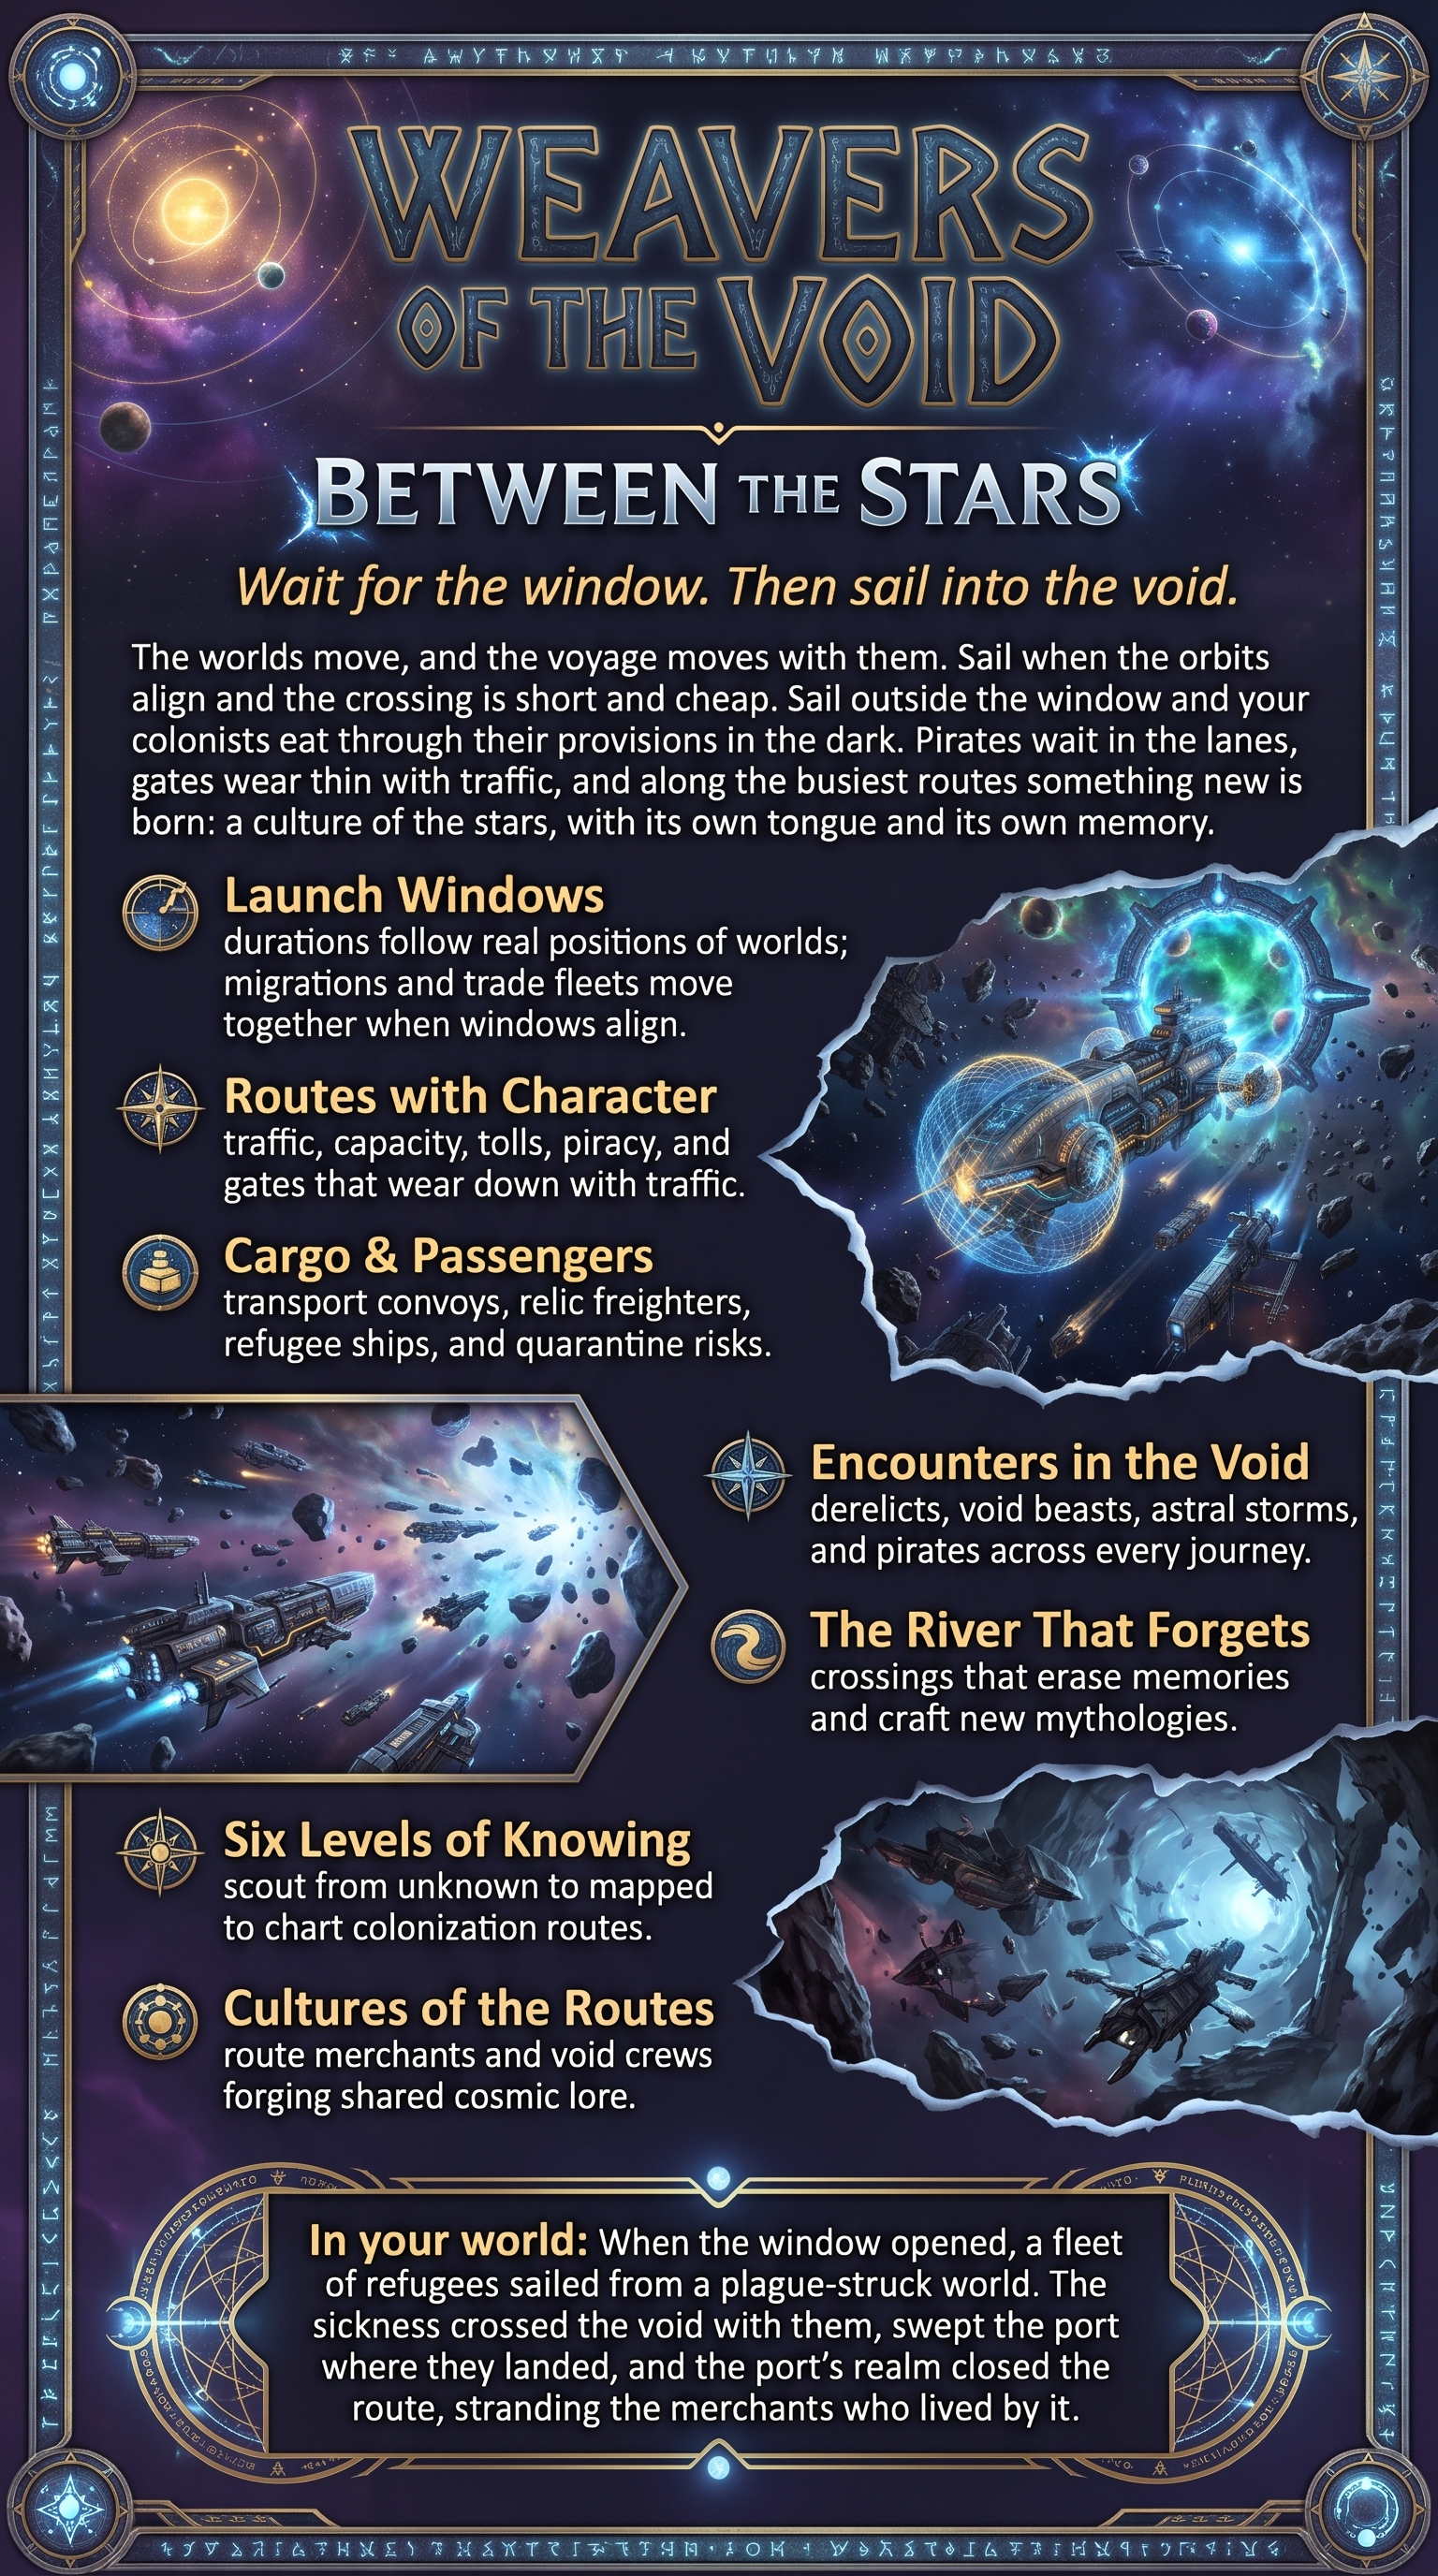 WEAVERS
OF THE VOID
BETWEEN THE STARS
Wait for the window. Then sail into the void.
The worlds move, and the voyage moves with them. Sail when the orbits
align and the crossing is short and cheap. Sail outside the window and your
colonists eat through their provisions in the dark. Pirates wait in the lanes,
gates wear thin with traffic, and along the busiest routes something new is
born: a culture of the stars, with its own tongue and its own memory.
Launch Windows
durations follow real positions of worlds;
migrations and trade fleets move
together when windows align.
Routes with Character
traffic, capacity, tolls, piracy, and
gates that wear down with traffic.
Cargo & Passengers
transport convoys, relic freighters,
refugee ships, and quarantine risks.
Encounters in the Void
derelicts, void beasts, astral storms,
and pirates across every journey.
The River That Forgets
crossings that erase memories
and craft new mythologies.
Six Levels of Knowing
scout from unknown to mapped
to chart colonization routes.
Cultures of the Routes
route merchants and void crews
forging shared cosmic lore.
In your world: When the window opened, a fleet
of refugees sailed from a plague-struck world. The
sickness crossed the void with them, swept the port
where they landed, and the port's realm closed the
route, stranding the merchants who lived by it.